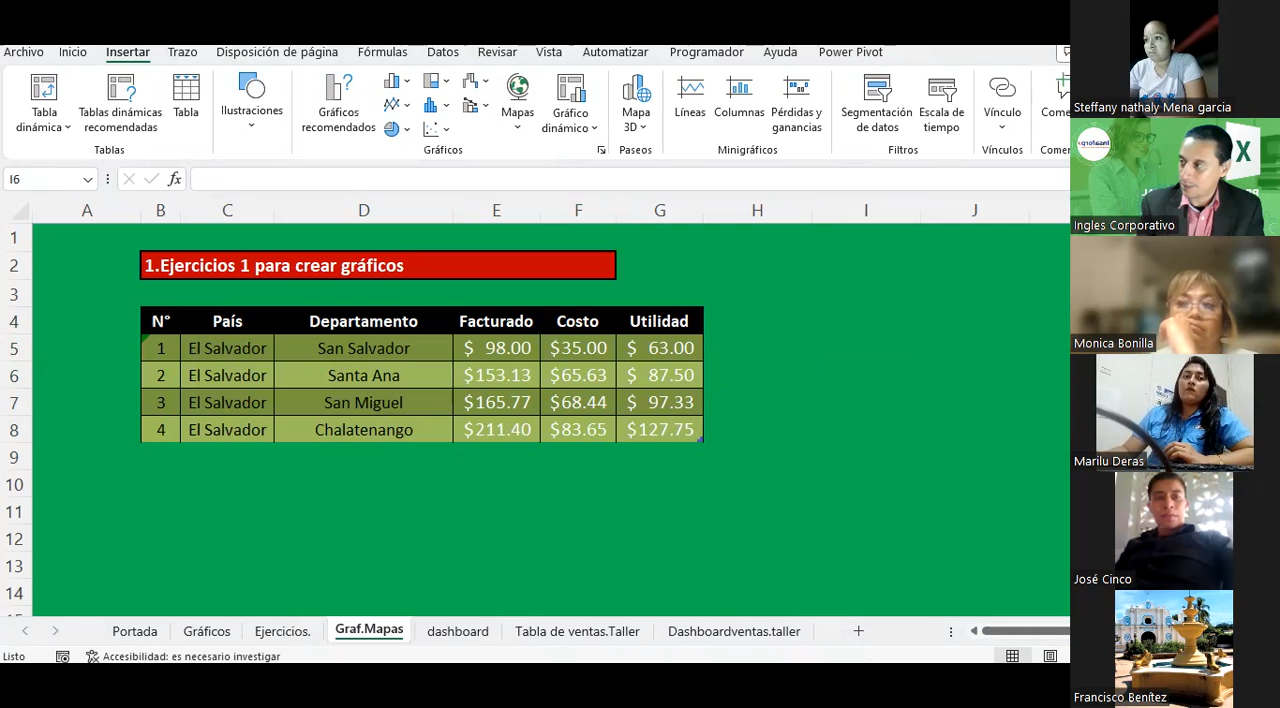 Archivo Inicio Insertar Trazo Disposición de página Fórmulas Datos Revisar Vista Automatizar Programador Ayuda Power Pivot
Tabla dinámica
Tablas dinámicas recomendadas
Tabla
Ilustraciones
Gráficos recomendados
Mapas
Gráfico dinámico
Mapa 3D
Líneas
Columnas
Pérdidas y ganancias
Segmentación de datos
Escala de tiempo
Vínculo
Come
Tablas Gráficos Paseos Minigráficos Filtros Vínculos Comer
I6 fx
A B C D E F G H I J
1
2 1.Ejercicios 1 para crear gráficos
3
4 N° País Departamento Facturado Costo Utilidad
5 1 El Salvador San Salvador $ 98.00 $35.00 $ 63.00
6 2 El Salvador Santa Ana $153.13 $65.63 $ 87.50
7 3 El Salvador San Miguel $165.77 $68.44 $ 97.33
8 4 El Salvador Chalatenango $211.40 $83.65 $127.75
9
10
11
12
13
14
Portada Gráficos Ejercicios. Graf.Mapas dashboard Tabla de ventas.Taller Dashboardventas.taller
Listo Accesibilidad: es necesario investigar
Steffany nathaly Mena garcia
X
Ingles Corporativo
Monica Bonilla
Marilu Deras
José Cinco
Francisco Benítez